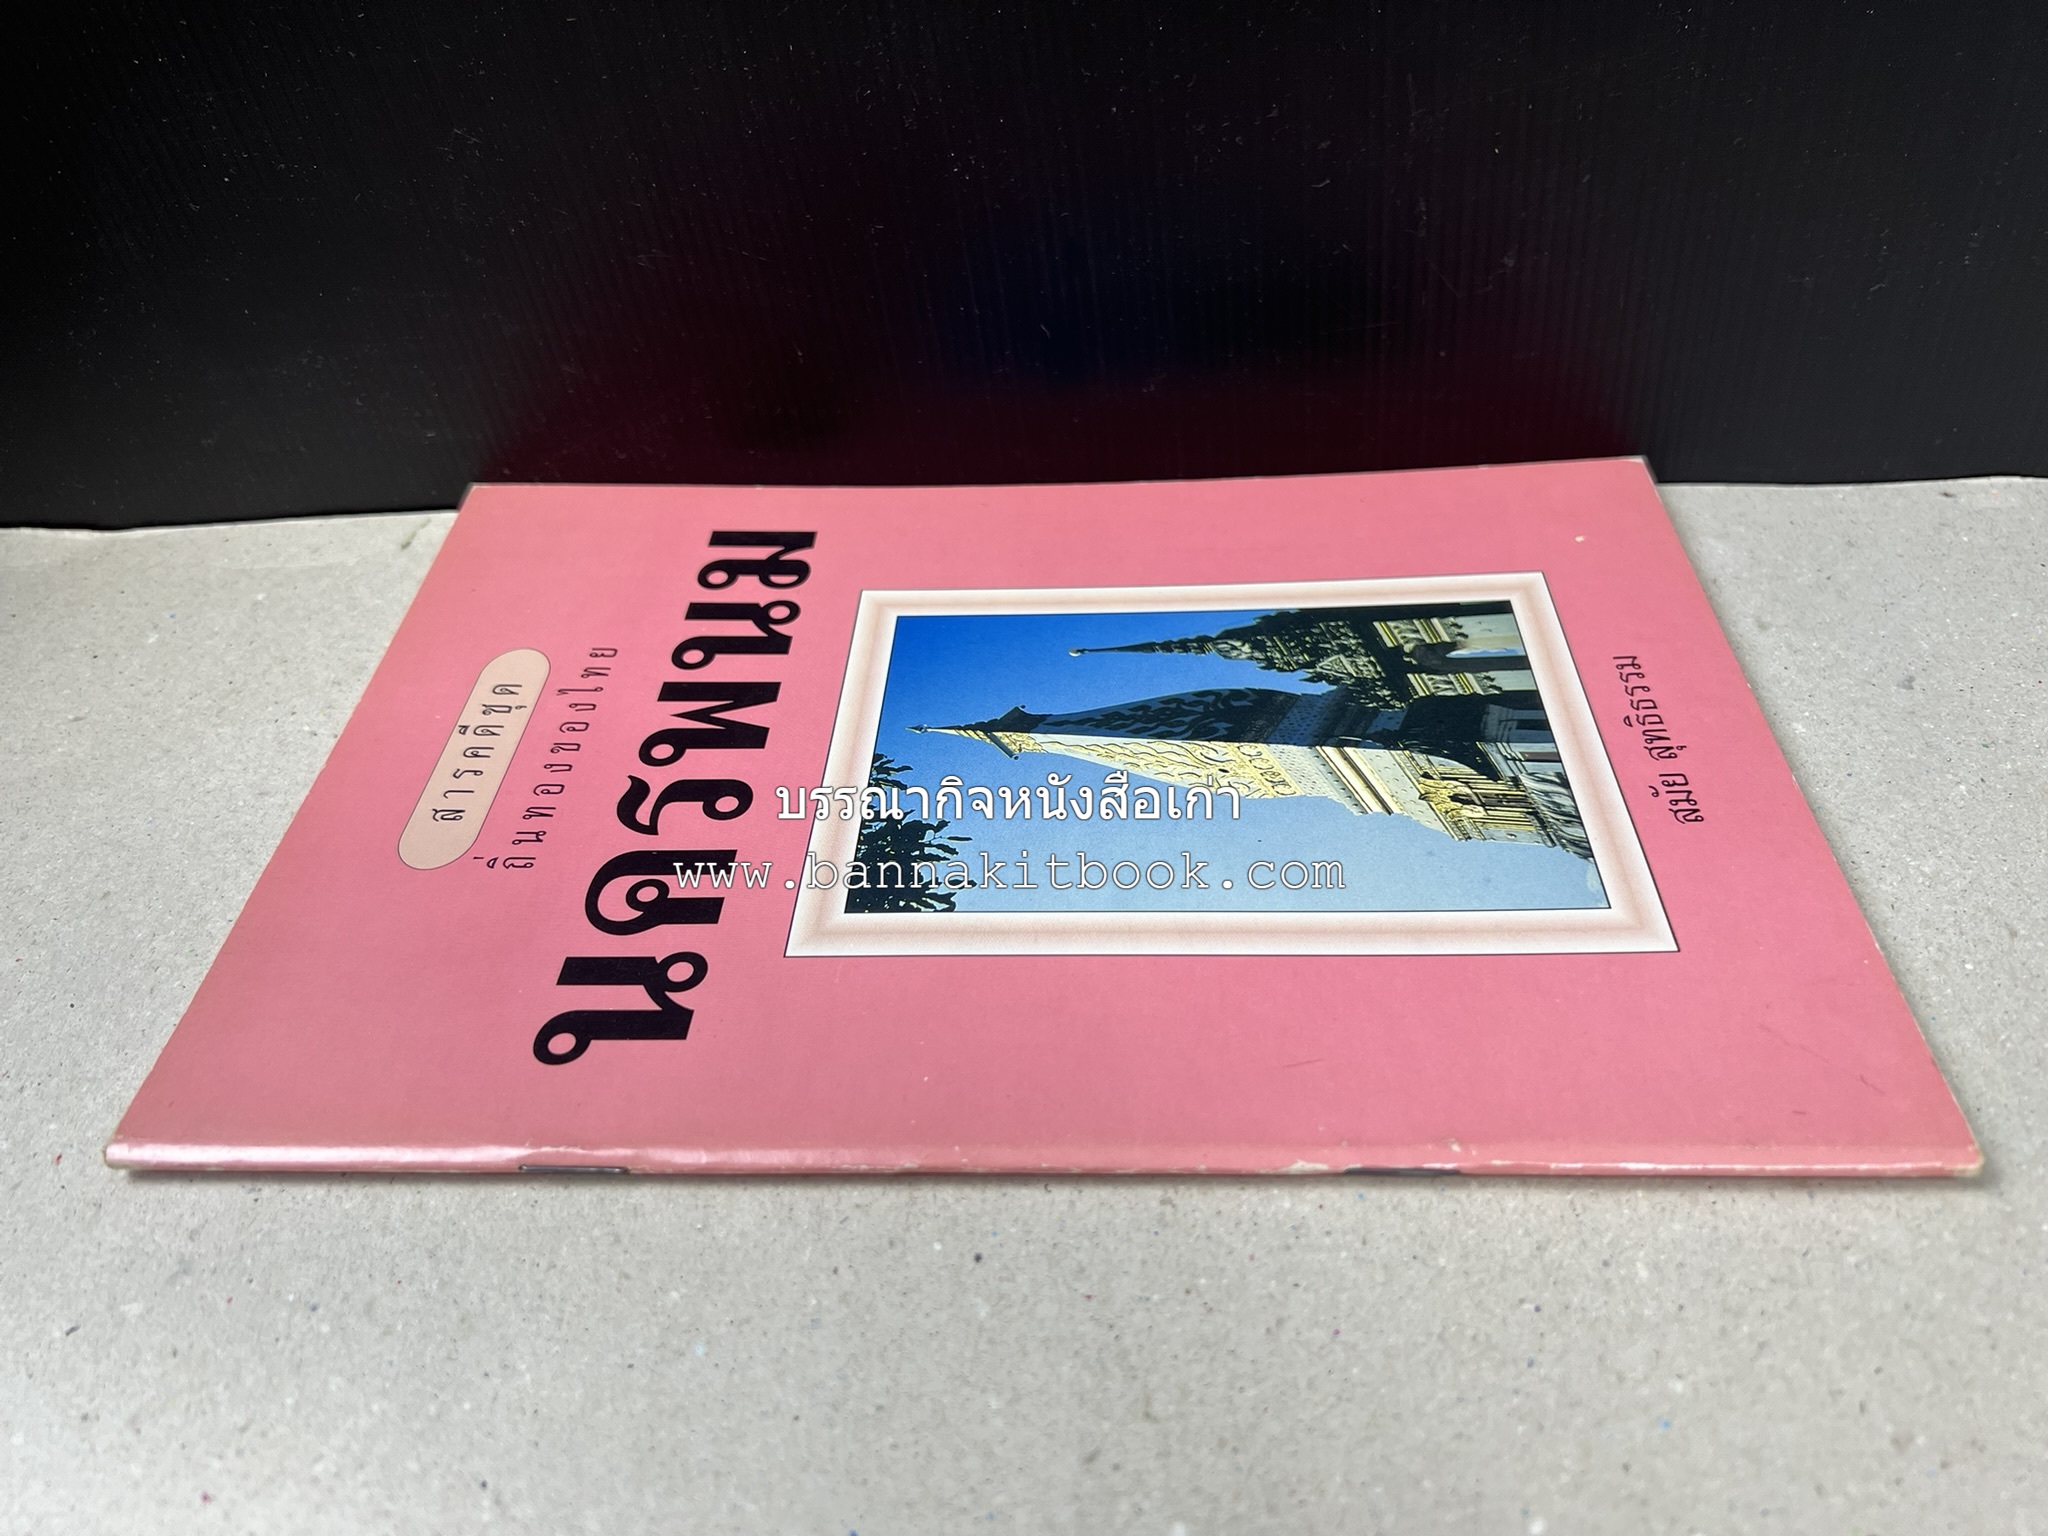 สารคดีชุด
ถิ่นทองของไทย
นครพนม
สมัย สุทธิธรรม
บรรณากิจหนังสือเก่า
www.bannakitbook.com